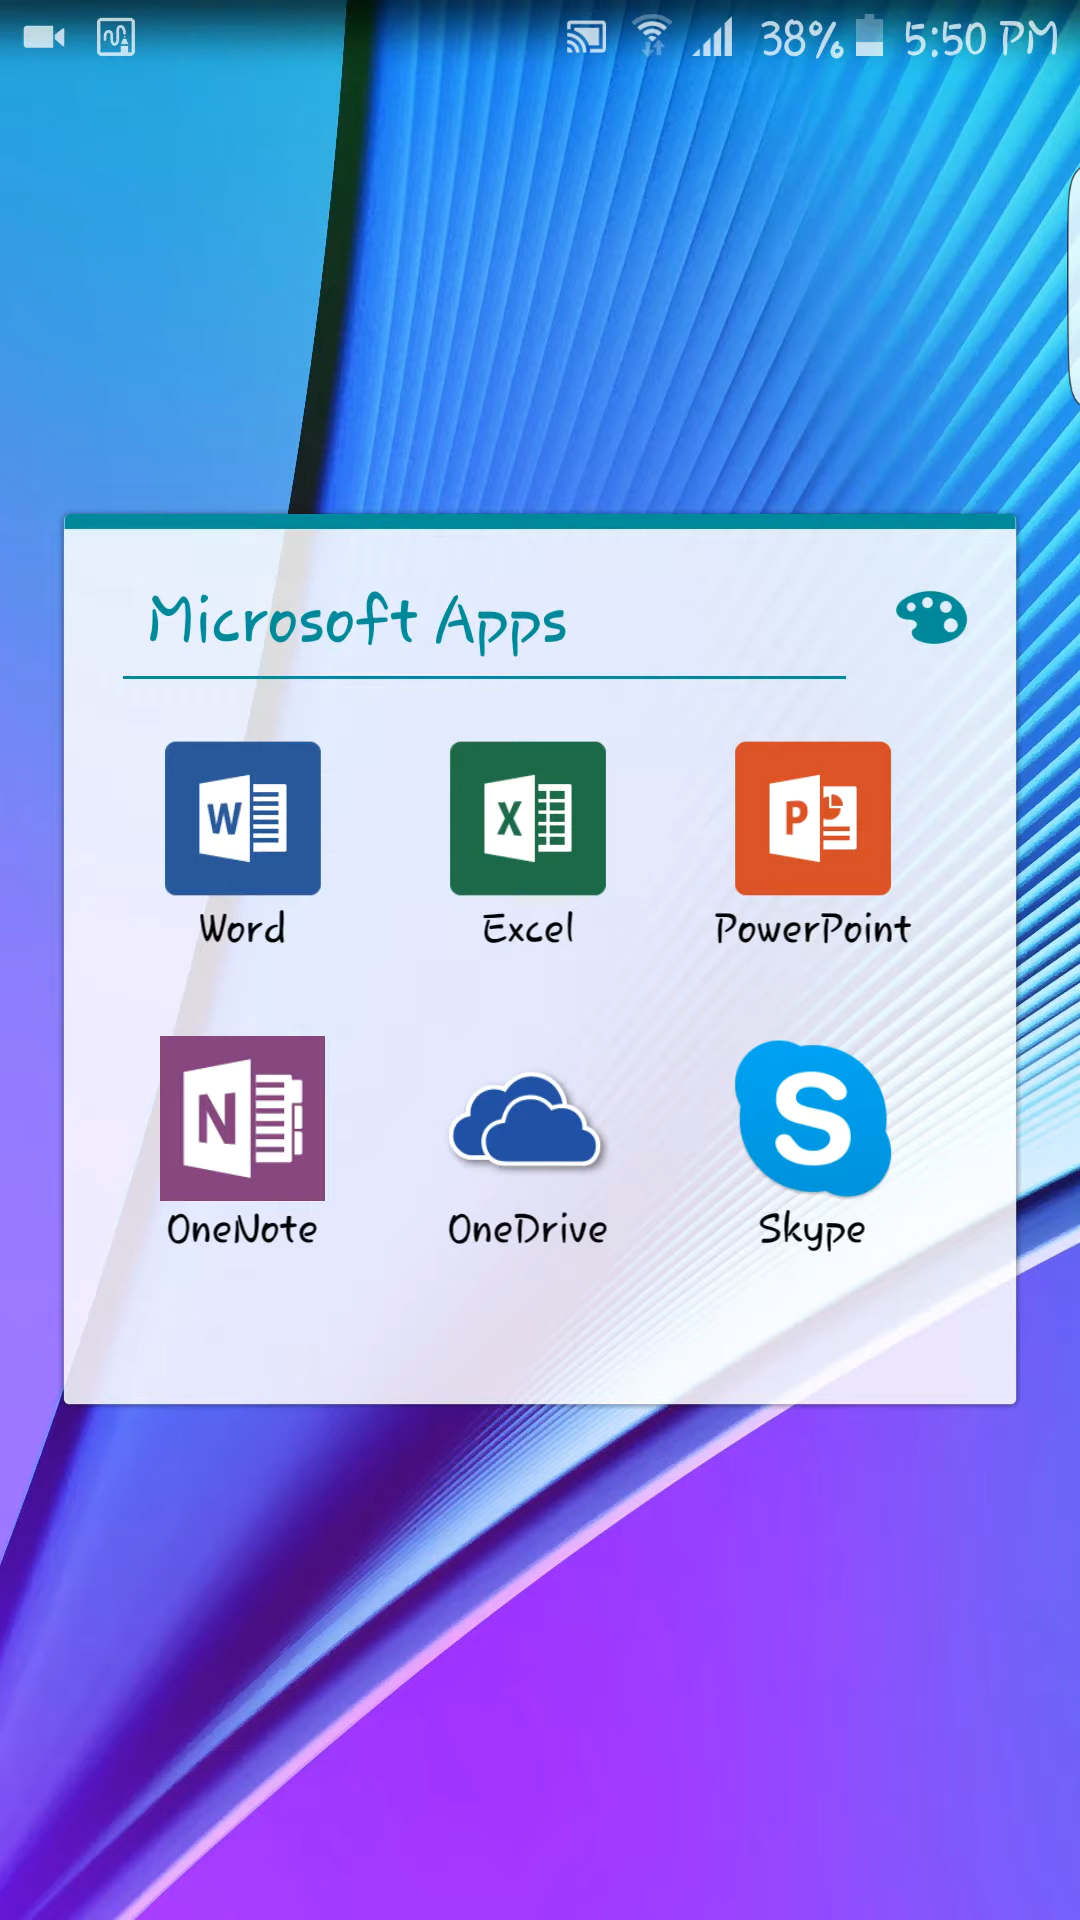 38% 5:50 PM
Microsoft Apps
W X P
Word Excel PowerPoint
N S
OneNote OneDrive Skype